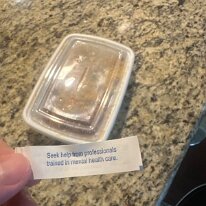 Seek help from professionals
trained in mental health care.